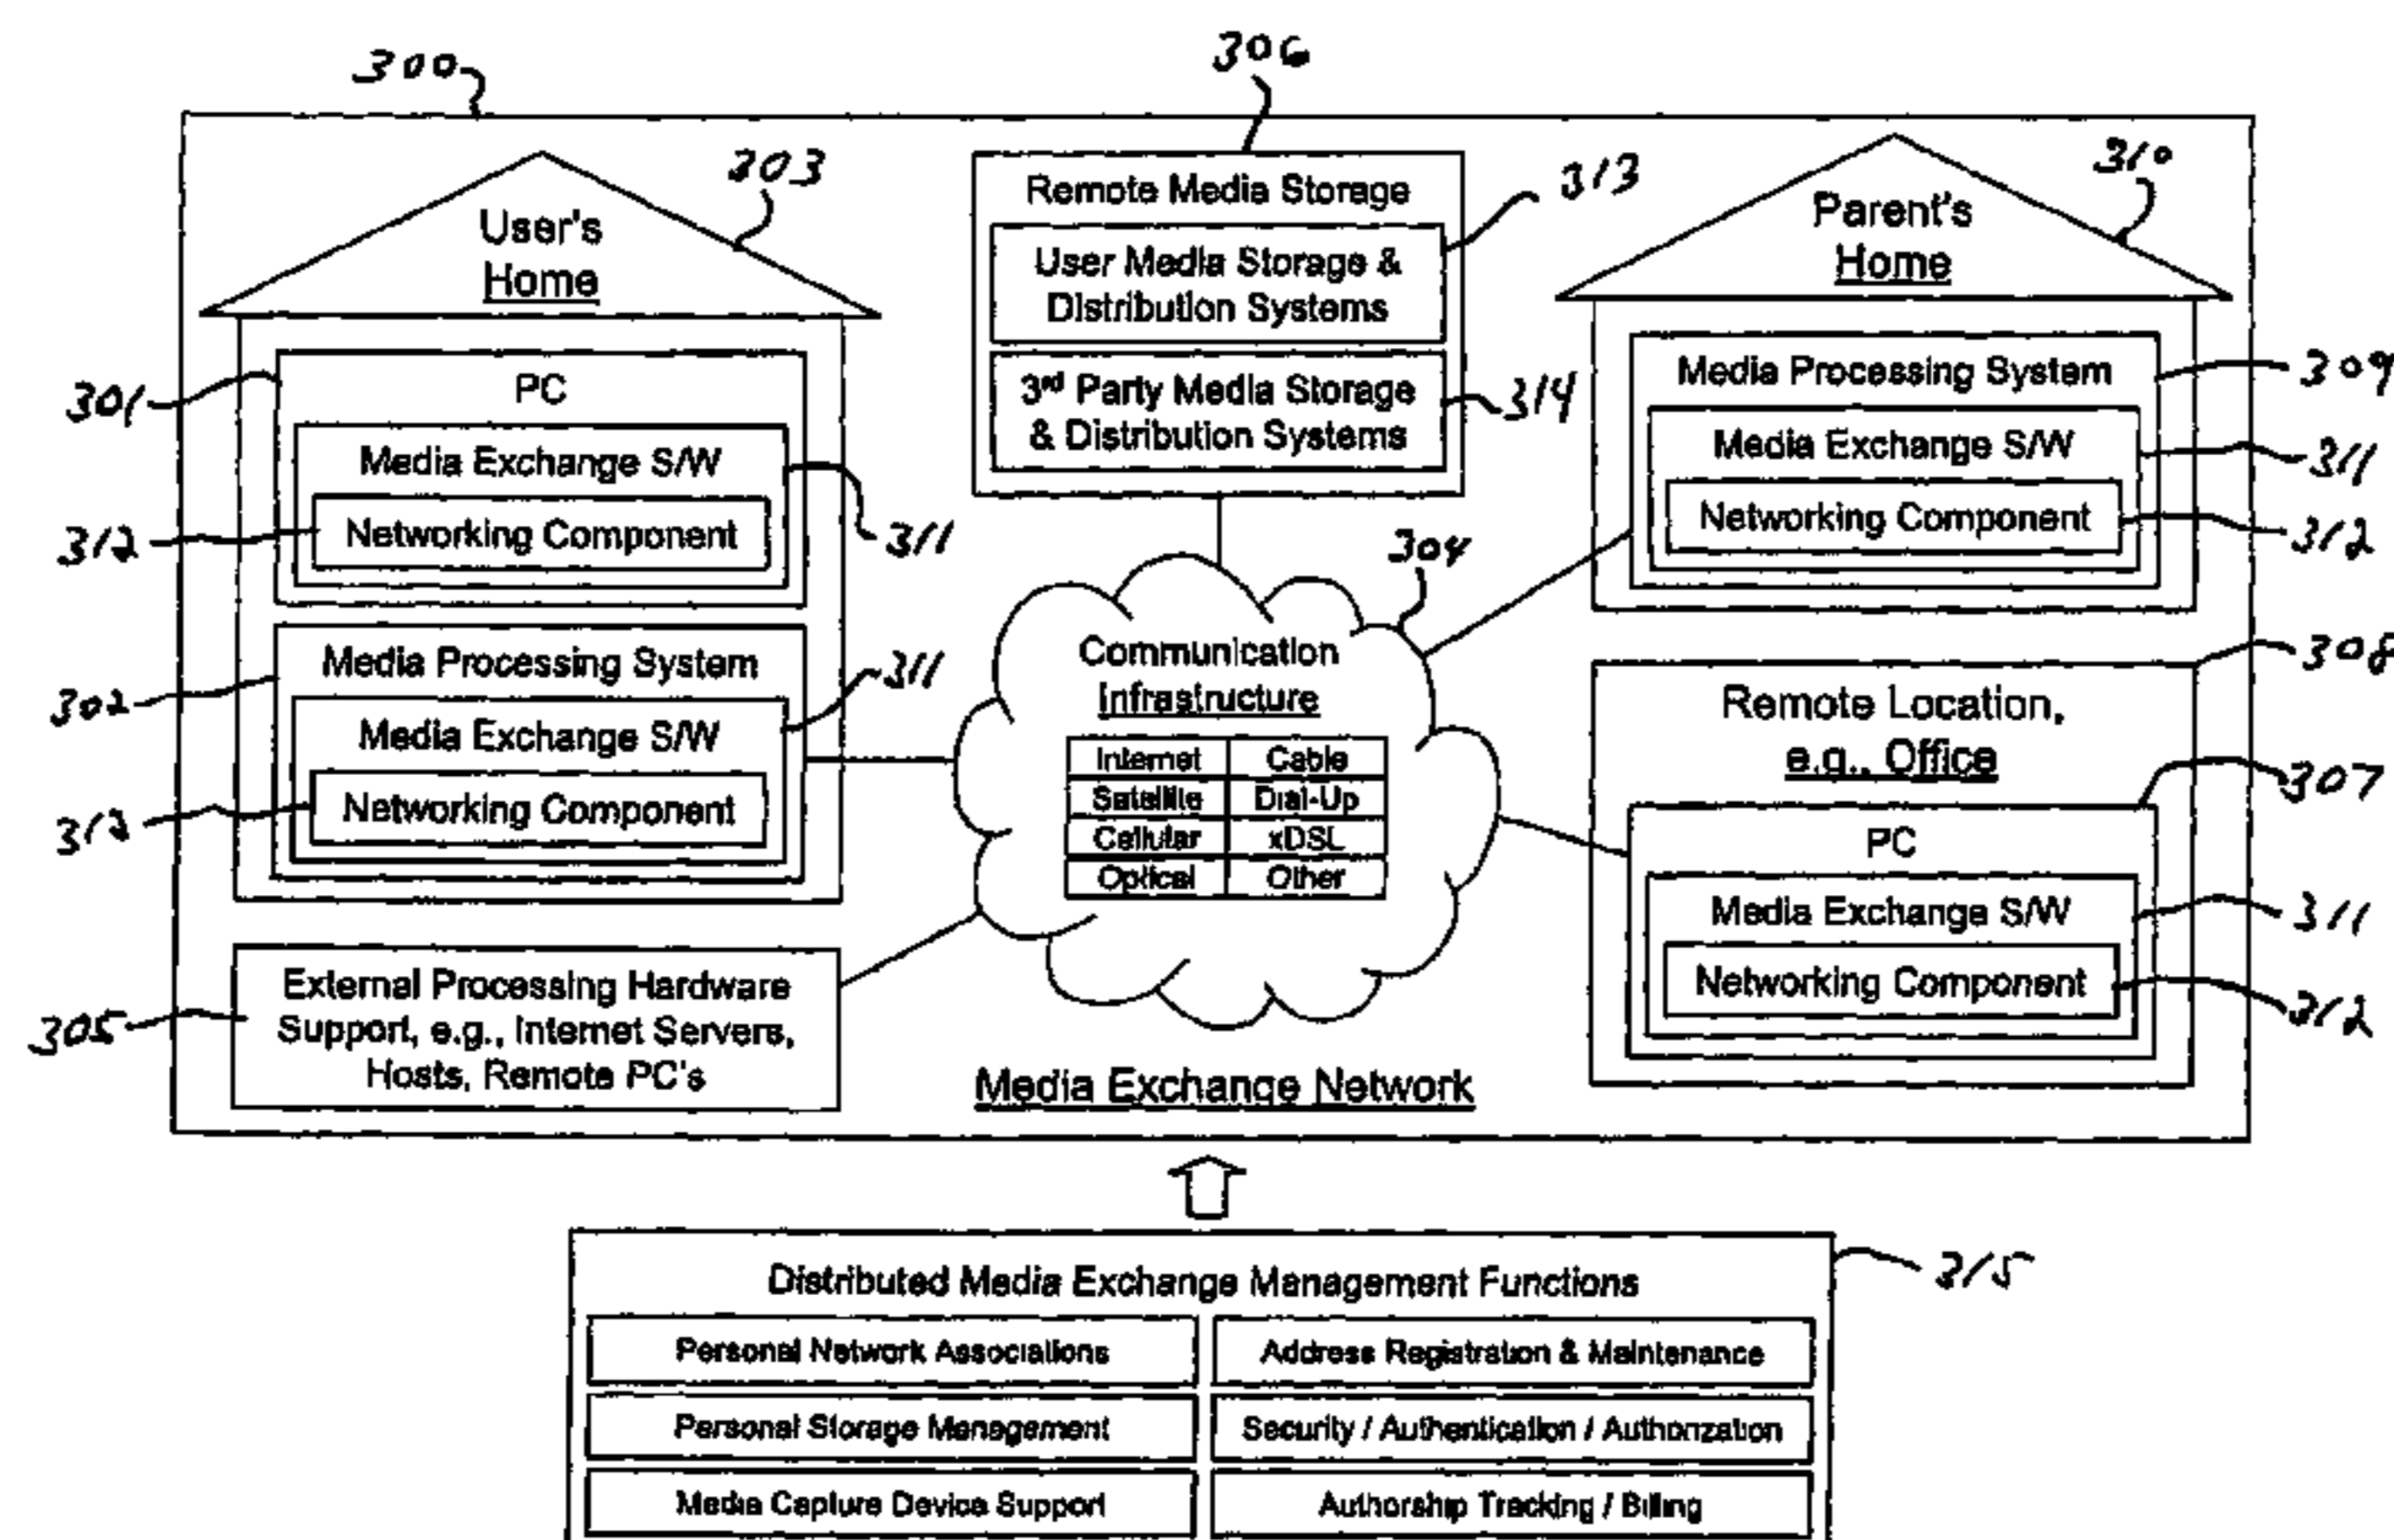 300
306
303
User's
Home
301
PC
Media Exchange S/W
312
Networking Component
311
302
Media Processing System
311
Media Exchange S/W
312
Networking Component
305
External Processing Hardware
Support, e.g., Internet Servers,
Hosts, Remote PC's
Remote Media Storage
313
User Media Storage &
Distribution Systems
3rd Party Media Storage
& Distribution Systems
314
304
Communication
Infrastructure
Internet Cable
Satellite Dial-Up
Cellular xDSL
Optical Other
310
Parent's
Home
Media Processing System
309
Media Exchange S/W
311
Networking Component
312
308
Remote Location,
e.g., Office
307
PC
Media Exchange S/W
311
Networking Component
312
Media Exchange Network
315
Distributed Media Exchange Management Functions
Personal Network Associations Address Registration & Maintenance
Personal Storage Management Security / Authentication / Authorization
Media Capture Device Support Authorship Tracking / Billing